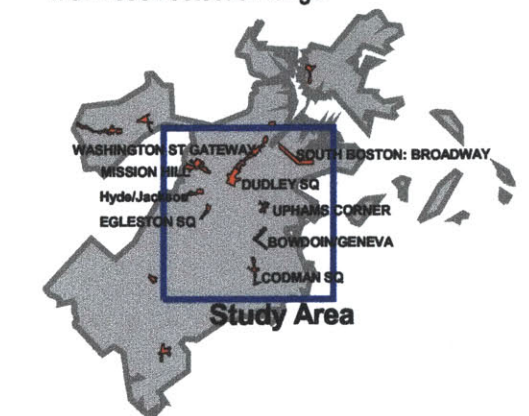 WASHINGTON ST GATEWAY
SOUTH BOSTON: BROADWAY
MISSION HILL
DUDLEY SQ
Hyde/Jackson
UPHAMS CORNER
EGLESTON SQ
BOWDOIN/GENEVA
CODMAN SQ
Study Area